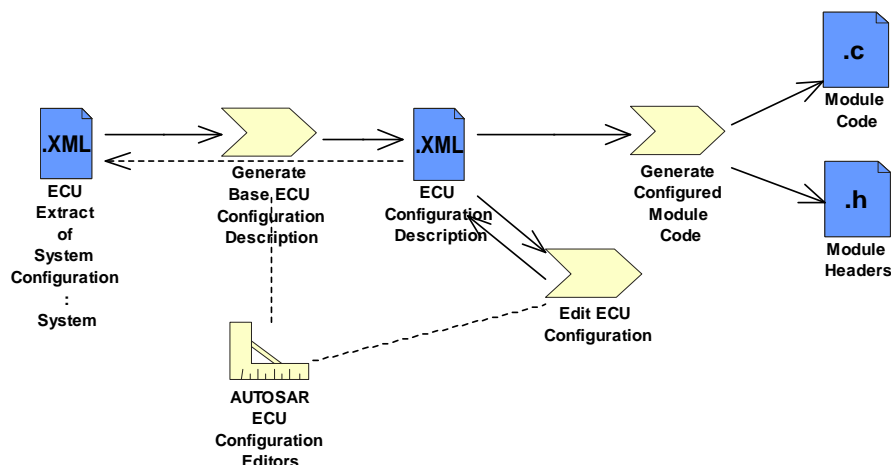 .c
Module
Code
.XML
ECU
Extract
of
System
Configuration
:
System
Generate
Base ECU
Configuration
Description
.XML
ECU
Configuration
Description
Generate
Configured
Module
Code
.h
Module
Headers
Edit ECU
Configuration
AUTOSAR
ECU
Configuration
Editors